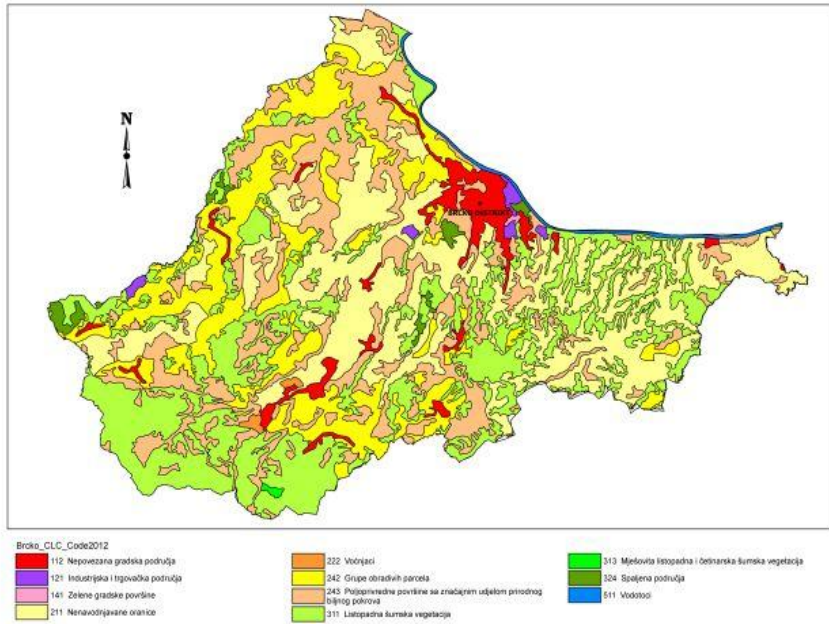 N
BRCKO DISTRIKT
Brcko_CLC_Code2012
112 Nepovezana gradska područja
121 Industrijska i trgovačka područja
141 Zelene gradske površine
211 Nenavodnjavane oranice
222 Voćnjaci
242 Grupe obradivih parcela
243 Poljoprivredne površine sa značajnim udjelom prirodnog
biljnog pokrova
311 Listopadna šumska vegetacija
313 Mješovita listopadna i četinarska šumska vegetacija
324 Spaljena područja
511 Vodotoci